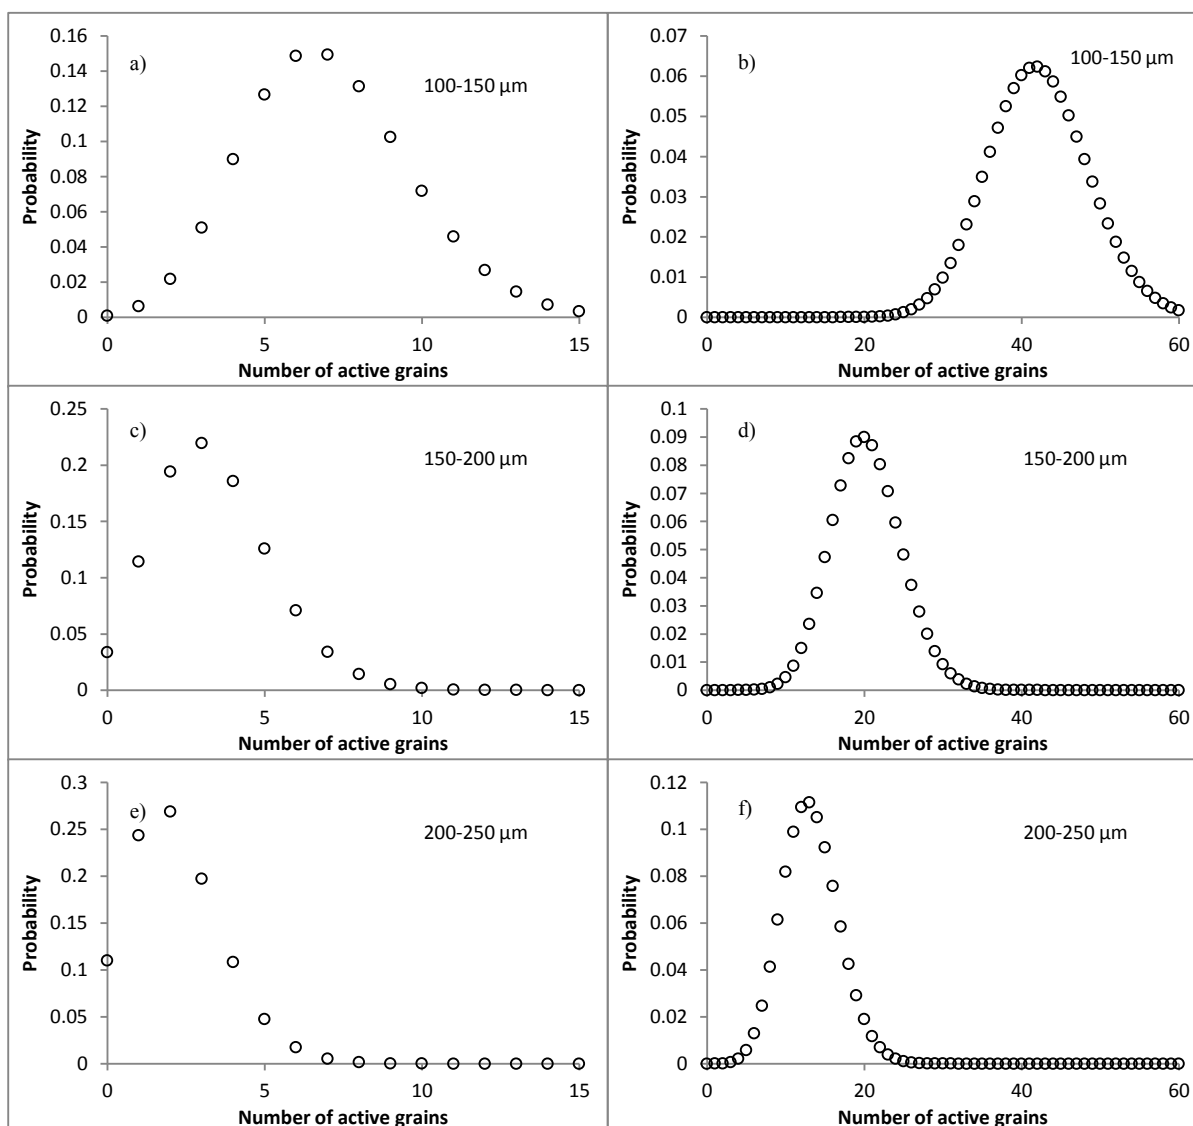 a)
100-150 µm
Probability
0.16
0.14
0.12
0.1
0.08
0.06
0.04
0.02
0
0 5 10 15
Number of active grains
b)
100-150 µm
Probability
0.07
0.06
0.05
0.04
0.03
0.02
0.01
0
0 20 40 60
Number of active grains
c)
150-200 µm
Probability
0.25
0.2
0.15
0.1
0.05
0
0 5 10 15
Number of active grains
d)
150-200 µm
Probability
0.1
0.09
0.08
0.07
0.06
0.05
0.04
0.03
0.02
0.01
0
0 20 40 60
Number of active grains
e)
200-250 µm
Probability
0.3
0.25
0.2
0.15
0.1
0.05
0
0 5 10 15
Number of active grains
f)
200-250 µm
Probability
0.12
0.1
0.08
0.06
0.04
0.02
0
0 20 40 60
Number of active grains